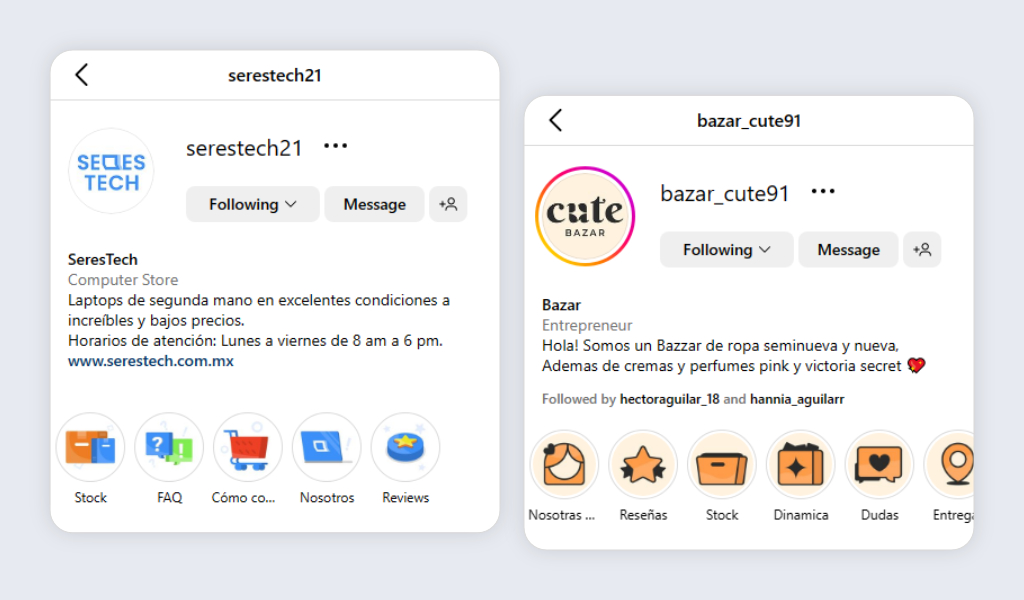 serestech21
SERES
TECH
serestech21
Following
Message
SeresTech
Computer Store
Laptops de segunda mano en excelentes condiciones a
increíbles y bajos precios.
Horarios de atención: Lunes a viernes de 8 am a 6 pm.
www.serestech.com.mx
? !
Stock
FAQ
Cómo co...
Nosotros
Reviews
bazar_cute91
cute
BAZAR
bazar_cute91
Following
Message
Bazar
Entrepreneur
Hola! Somos un Bazzar de ropa seminueva y nueva,
Ademas de cremas y perfumes pink y victoria secret 💖
Followed by hectoraguilar_18 and hannia_aguilarr
Nosotras ...
Reseñas
Stock
Dinamica
Dudas
Entrega